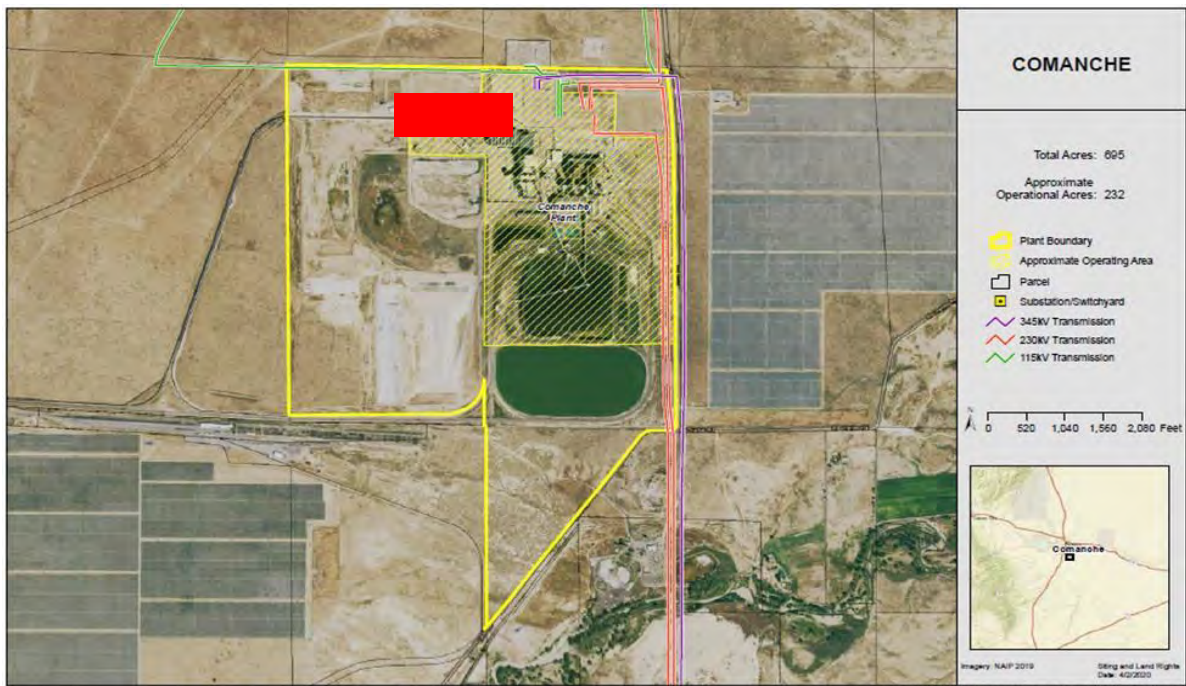 COMANCHE
Total Acres: 695
Approximate
Operational Acres: 232
Plant Boundary
Approximate Operating Area
Parcel
Substation/Switchyard
345kV Transmission
230kV Transmission
115kV Transmission
N
0 520 1,040 1,560 2,080 Feet
Comanche
Plant
Comanche
Imagery: NAIP 2019
Siting and Land Rights
Date: 4/2/2020